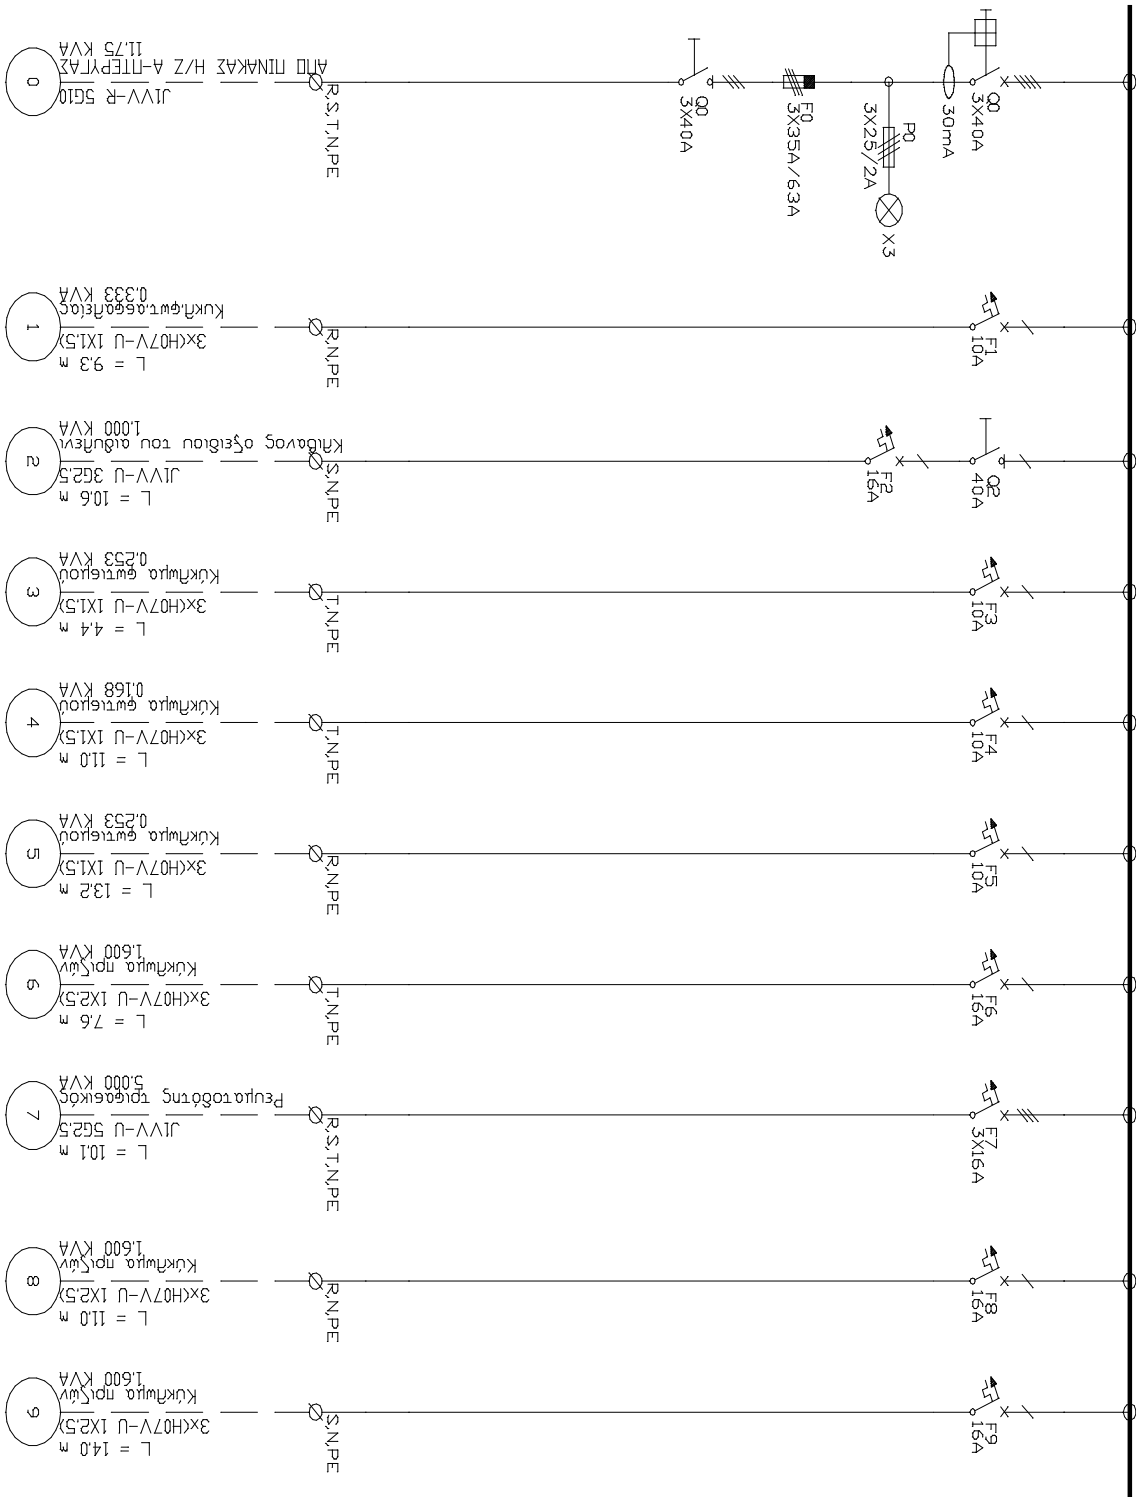 0
11.75 KVA
ΑΠΟ ΠΙΝΑΚΑΣ Η/Ζ Α-ΠΤΕΡΥΓΑΣ
J1VV-R 5G10
R,S,T,N,PE
Q0
3X40A
F0
3X35A/63A
P0
3X25/2A
X3
30mA
Q0
3X40A
1
0.333 KVA
Κυκλ.φωτ.ασφαλείας
3x(H07V-U 1X1.5)
L = 9.3 m
R,N,PE
F1
10A
2
1.000 KVA
Κλιβανος οξειδιου του αιθυλενι
J1VV-U 3G2.5
L = 10.6 m
S,N,PE
F2
16A
Q2
40A
3
0.253 KVA
Κύκλωμα φωτισμού
3x(H07V-U 1X1.5)
L = 4.4 m
T,N,PE
F3
10A
4
0.168 KVA
Κύκλωμα φωτισμού
3x(H07V-U 1X1.5)
L = 11.0 m
T,N,PE
F4
10A
5
0.253 KVA
Κύκλωμα φωτισμού
3x(H07V-U 1X1.5)
L = 13.2 m
R,N,PE
F5
10A
6
1.600 KVA
Κύκλωμα πριζών
3x(H07V-U 1X2.5)
L = 7.6 m
T,N,PE
F6
16A
7
5.000 KVA
Ρευματοδότης τριφασικός
J1VV-U 5G2.5
L = 10.1 m
R,S,T,N,PE
F7
3X16A
8
1.600 KVA
Κύκλωμα πριζών
3x(H07V-U 1X2.5)
L = 11.0 m
R,N,PE
F8
16A
9
1.600 KVA
Κύκλωμα πριζών
3x(H07V-U 1X2.5)
L = 14.0 m
S,N,PE
F9
16A